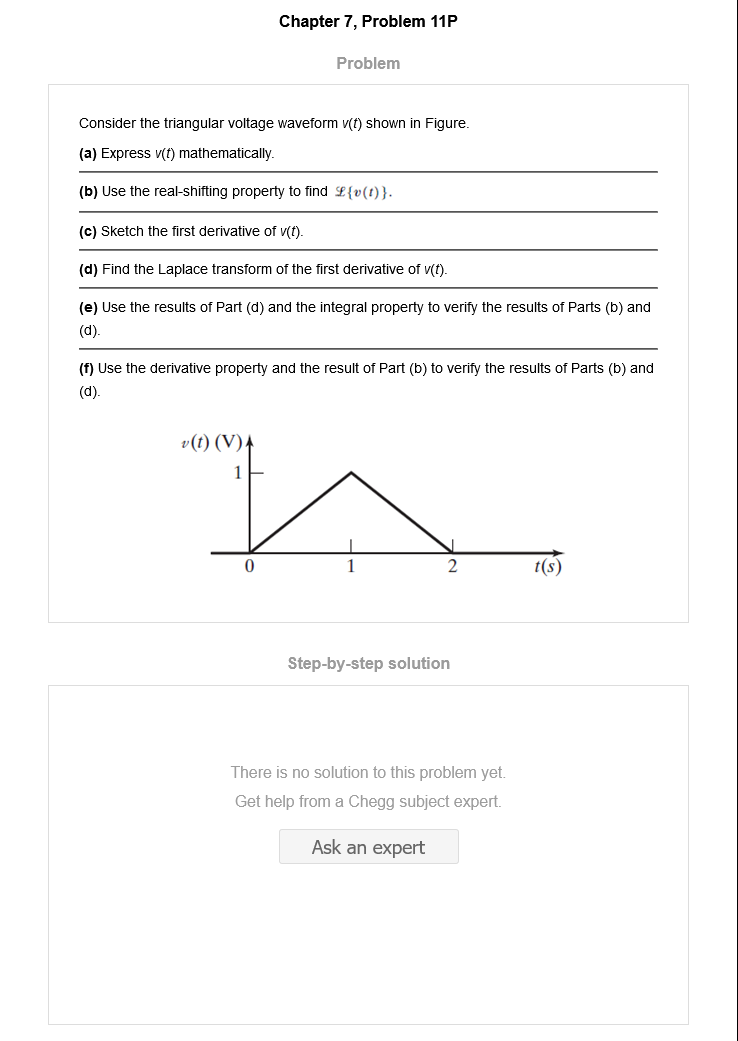 Chapter 7, Problem 11P
Problem
Consider the triangular voltage waveform v(t) shown in Figure.
(a) Express v(t) mathematically.
(b) Use the real-shifting property to find ℒ{v(t)}.
(c) Sketch the first derivative of v(t).
(d) Find the Laplace transform of the first derivative of v(t).
(e) Use the results of Part (d) and the integral property to verify the results of Parts (b) and
(d).
(f) Use the derivative property and the result of Part (b) to verify the results of Parts (b) and
(d).
v(t) (V)
1
0 1 2 t(s)
Step-by-step solution
There is no solution to this problem yet.
Get help from a Chegg subject expert.
Ask an expert